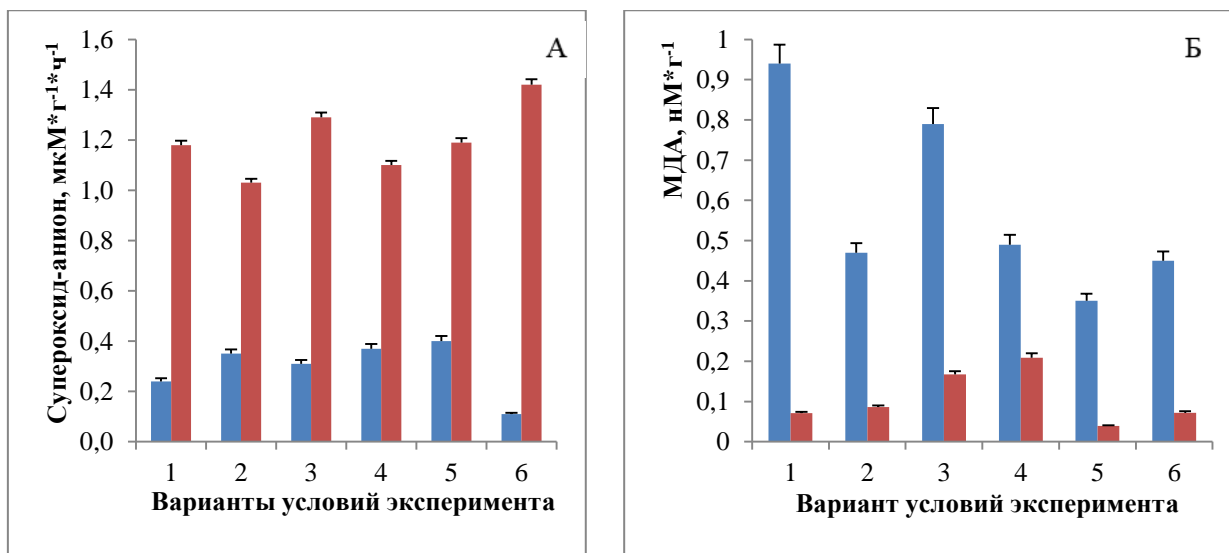 А
Супероксид-анион, мкМ*г-1*ч-1
1,6
1,4
1,2
1,0
0,8
0,6
0,4
0,2
0,0
1 2 3 4 5 6
Варианты условий эксперимента
Б
МДА, нМ*г-1
1
0,9
0,8
0,7
0,6
0,5
0,4
0,3
0,2
0,1
0
1 2 3 4 5 6
Вариант условий эксперимента